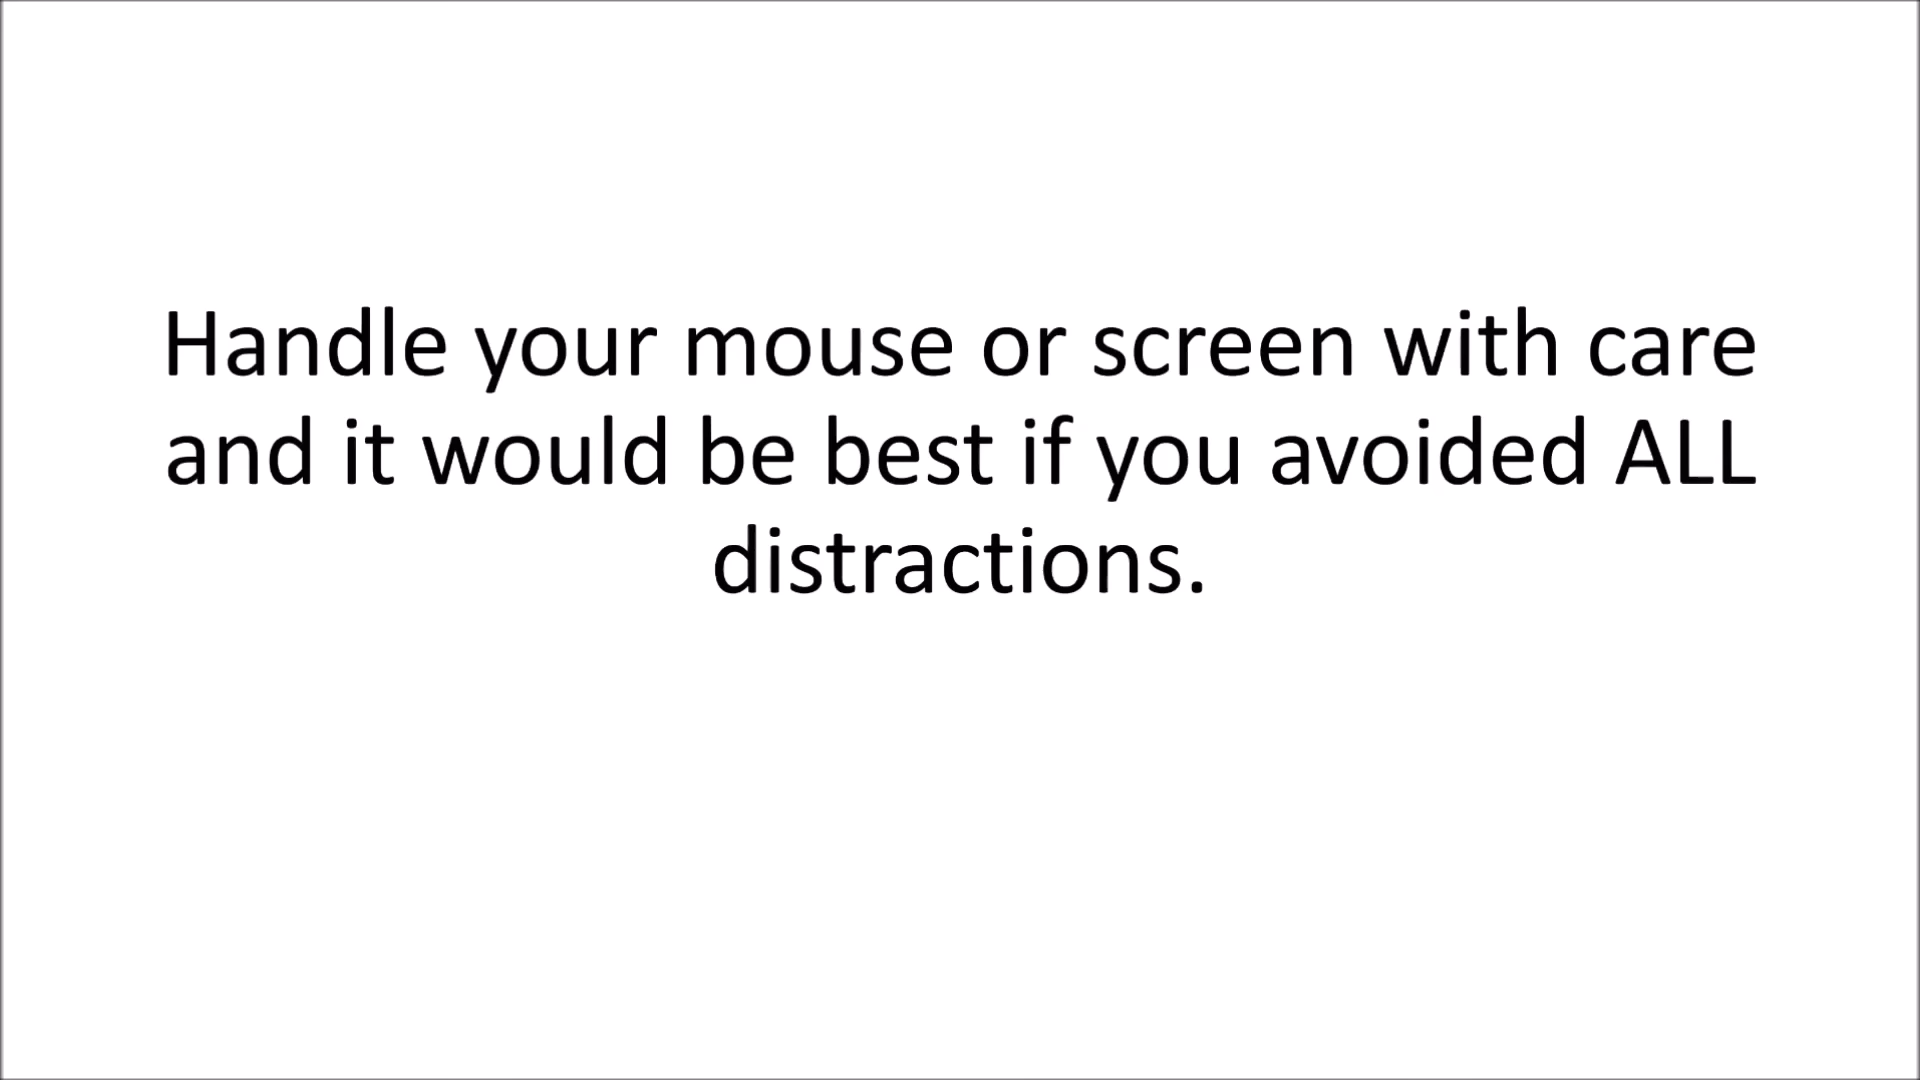 Handle your mouse or screen with care
and it would be best if you avoided ALL
distractions.